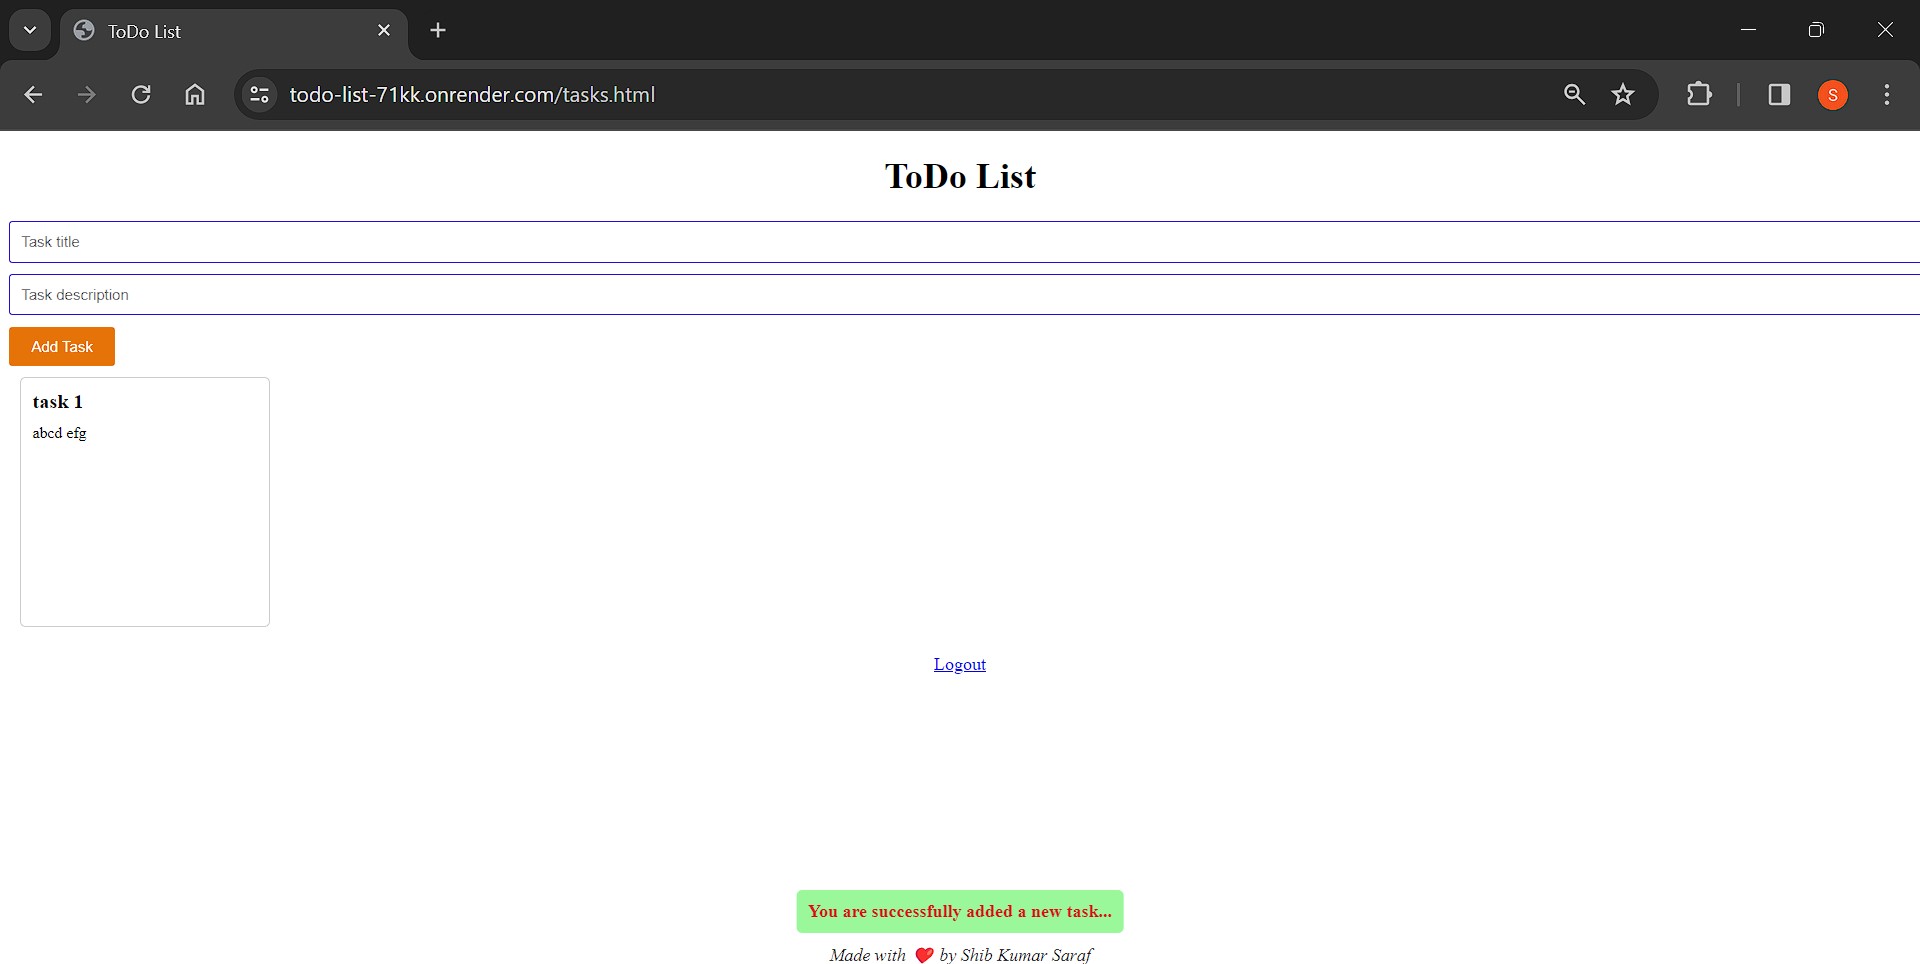 ToDo List
todo-list-71kk.onrender.com/tasks.html
S
ToDo List
Task title
Task description
Add Task
task 1
abcd efg
Logout
You are successfully added a new task...
Made with ❤️ by Shib Kumar Saraf